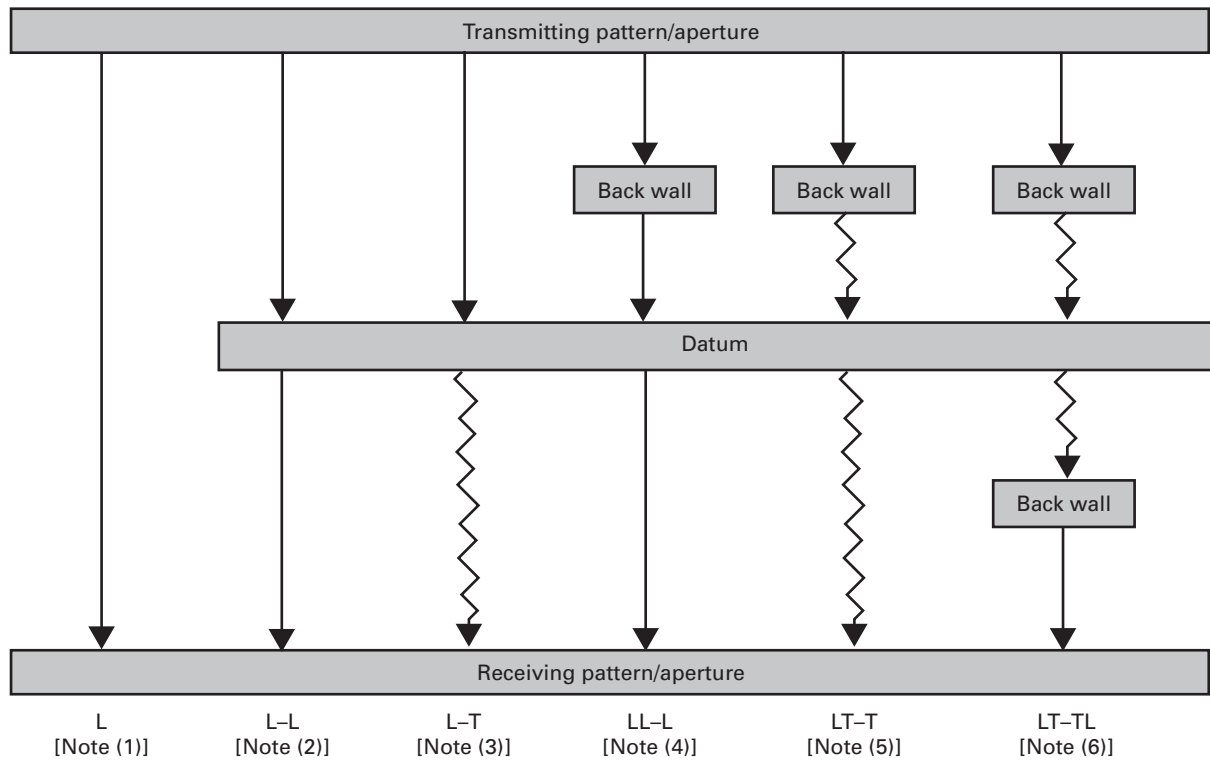 Transmitting pattern/aperture
Back wall
Back wall
Back wall
Datum
Back wall
Receiving pattern/aperture
L
[Note (1)]
L–L
[Note (2)]
L–T
[Note (3)]
LL–L
[Note (4)]
LT–T
[Note (5)]
LT–TL
[Note (6)]